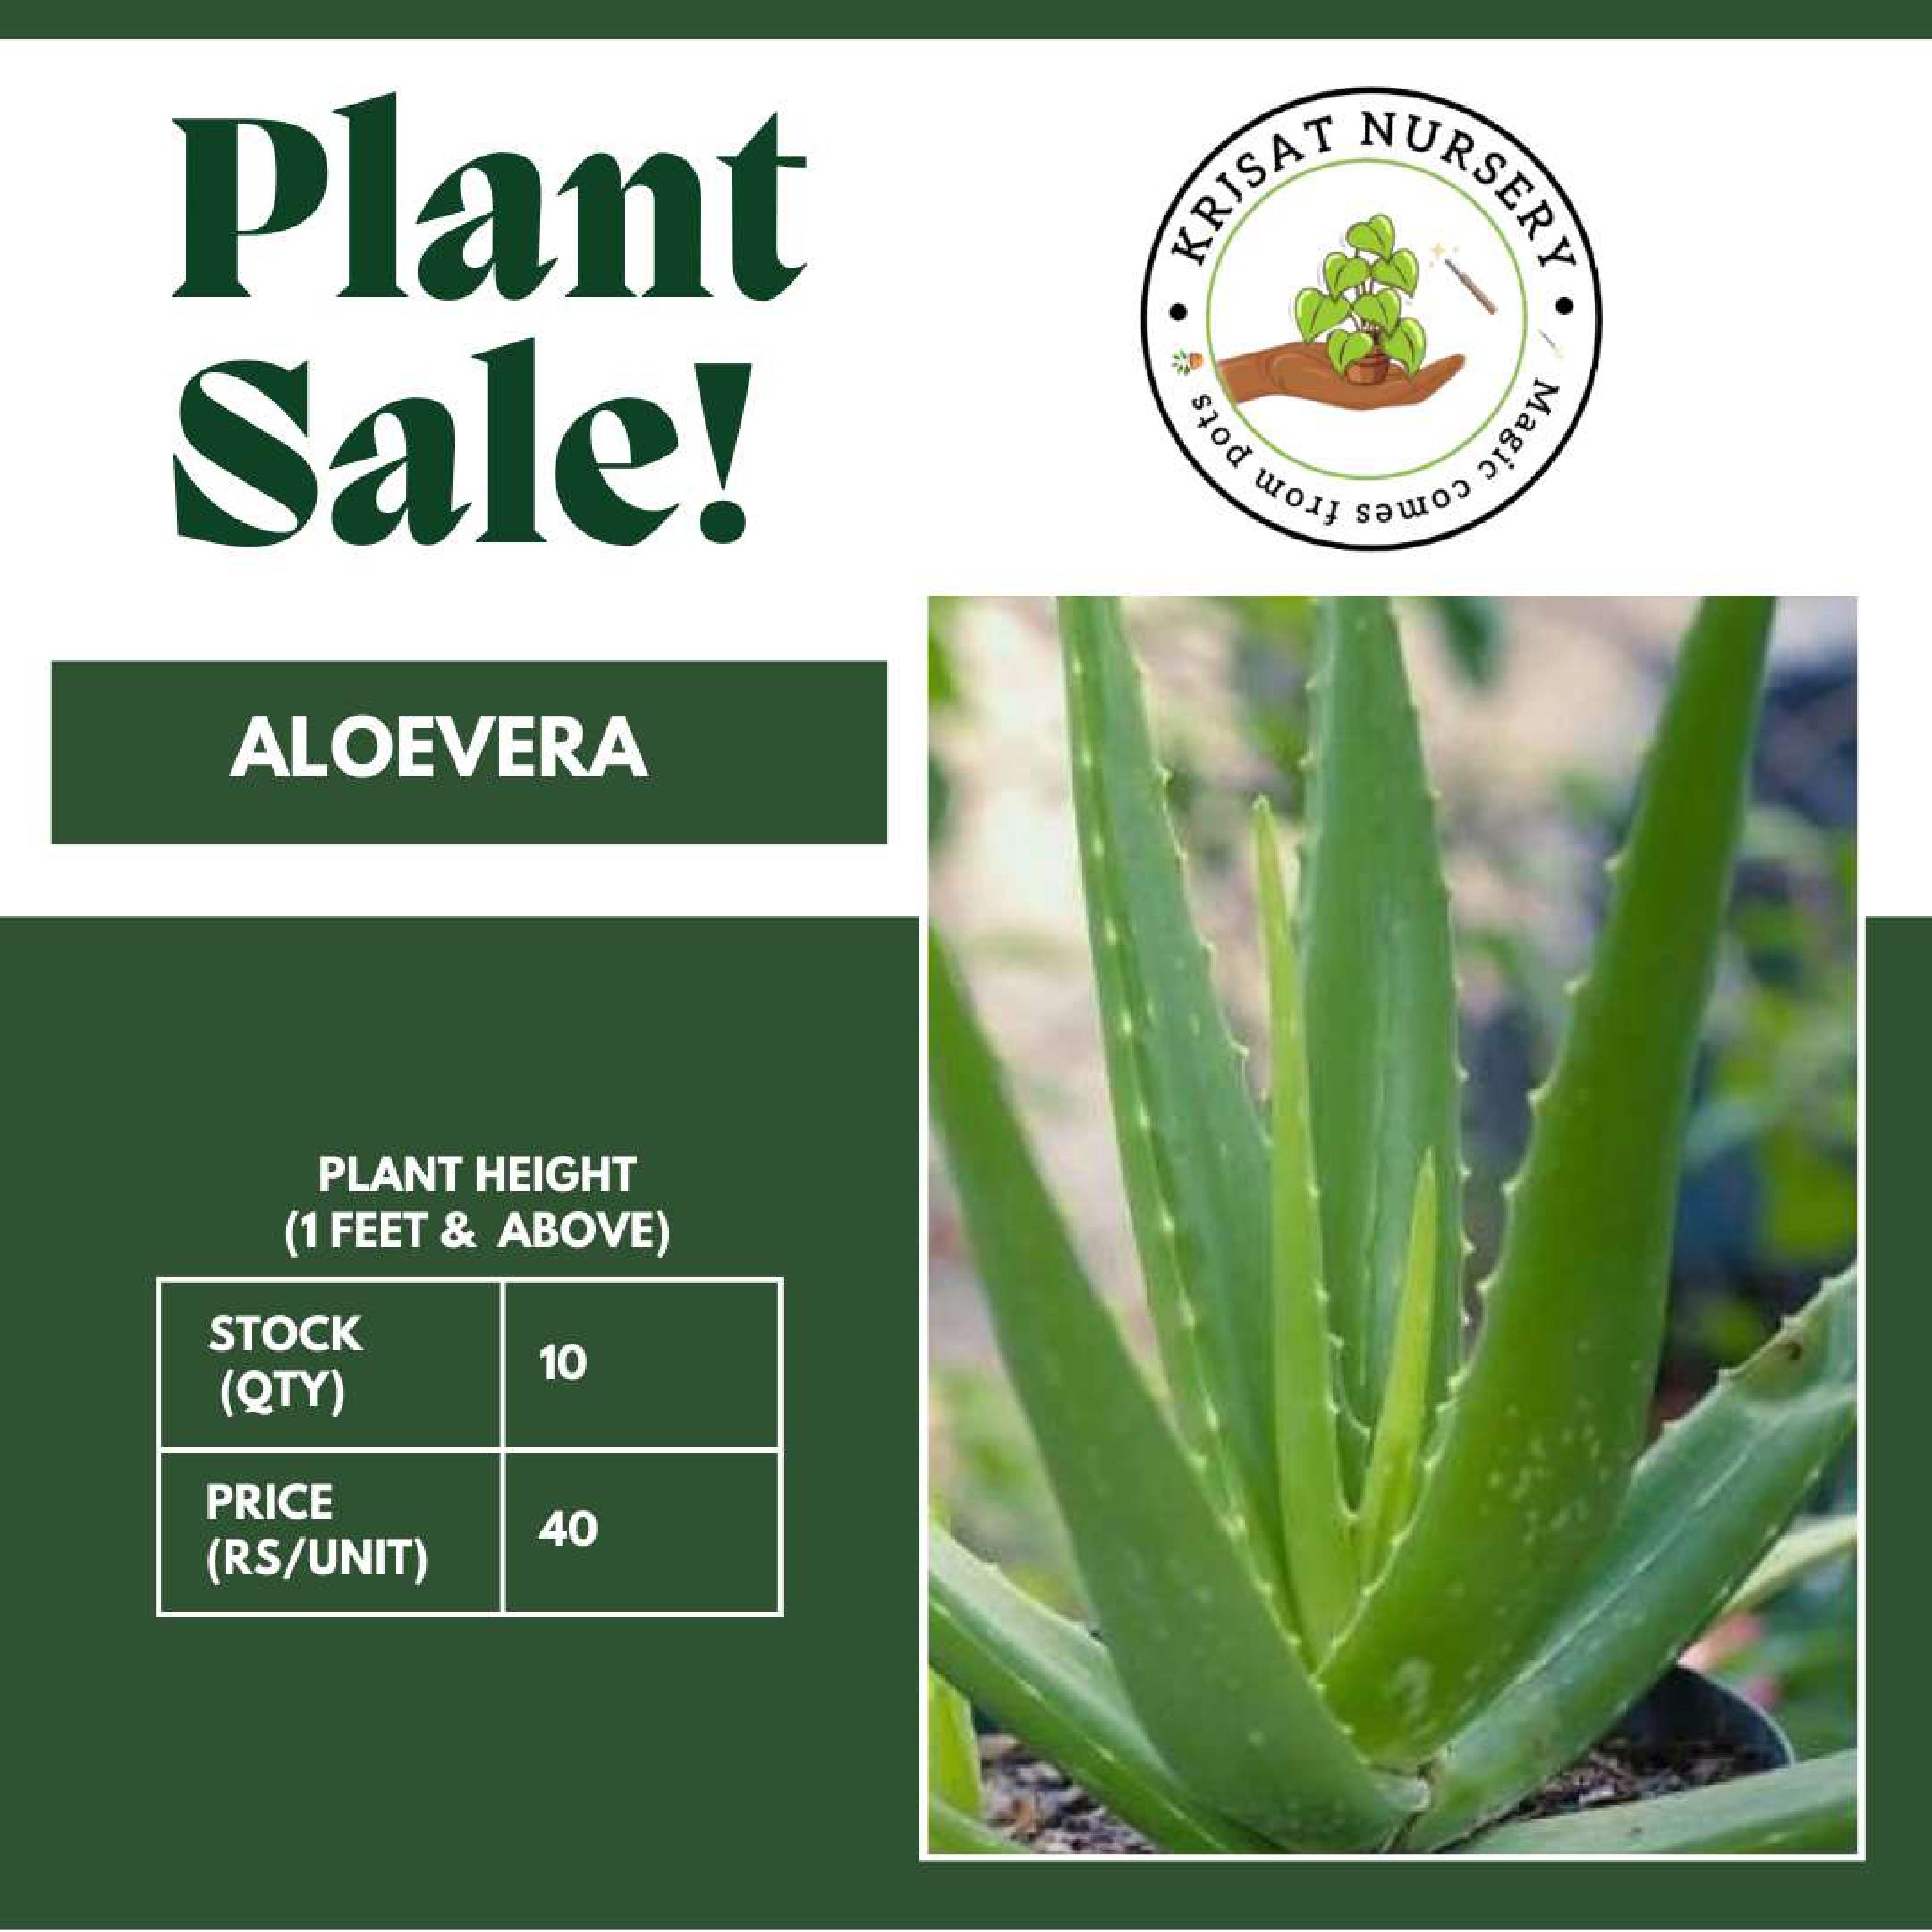 Plant
Sale!
KRISAT NURSERY
Magic comes from pots
ALOEVERA
PLANT HEIGHT
(1 FEET & ABOVE)
STOCK
(QTY)
10
PRICE
(RS/UNIT)
40